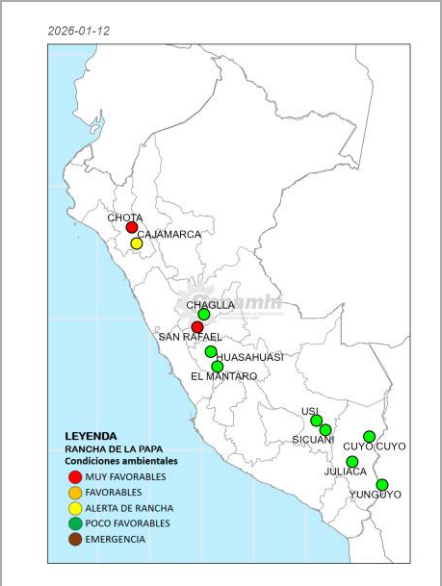 2026-01-12
CHOTA
CAJAMARCA
CHAGLLA
SAN RAFAEL
HUASAHUASI
EL MANTARO
USI
SICUANI
CUYO CUYO
JULIACA
YUNGUYO
LEYENDA
RANCHA DE LA PAPA
Condiciones ambientales
MUY FAVORABLES
FAVORABLES
ALERTA DE RANCHA
POCO FAVORABLES
EMERGENCIA